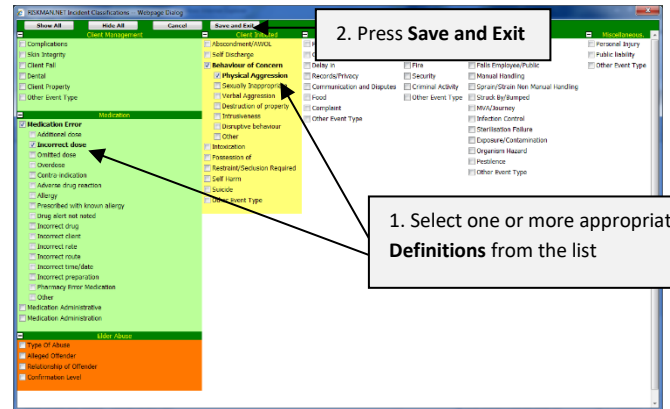 RISKMAN.NET Incident Classifications -- Webpage Dialog
Show All
Hide All
Cancel
Save and Exit
2. Press Save and Exit
Client Management
Complications
Skin Integrity
Client Fall
Dental
Client Property
Other Event Type
Medication
Medication Error
Additional dose
Incorrect dose
Omitted dose
Overdose
Contra indication
Adverse drug reaction
Allergy
Prescribed with known allergy
Drug alert not noted
Incorrect drug
Incorrect client
Incorrect rate
Incorrect route
Incorrect time/date
Incorrect preparation
Pharmacy Error Medication
Other
Medication Administrative
Medication Administration
Elder Abuse
Type Of Abuse
Alleged Offender
Relationship of Offender
Confirmation Level
Client Initiated
Abscondment/AWOL
Self Discharge
Behaviour of Concern
Physical Aggression
Sexually Inappropri
Verbal Aggression
Destruction of property
Intrusiveness
Disruptive behaviour
Other
Intoxication
Possession of
Restraint/Seclusion Required
Self Harm
Suicide
Other Event Type
Delay in
Records/Privacy
Communication and Disputes
Food
Complaint
Other Event Type
Fire
Security
Criminal Activity
Other Event Type
Falls Employee/Public
Manual Handling
Sprain/Strain Non Manual Handling
Struck By/Bumped
MVA/Journey
Infection Control
Sterilisation Failure
Exposure/Contamination
Organism Hazard
Pestilence
Other Event Type
Miscellaneous.
Personal Injury
Public liability
Other Event Type
1. Select one or more appropriat
Definitions from the list